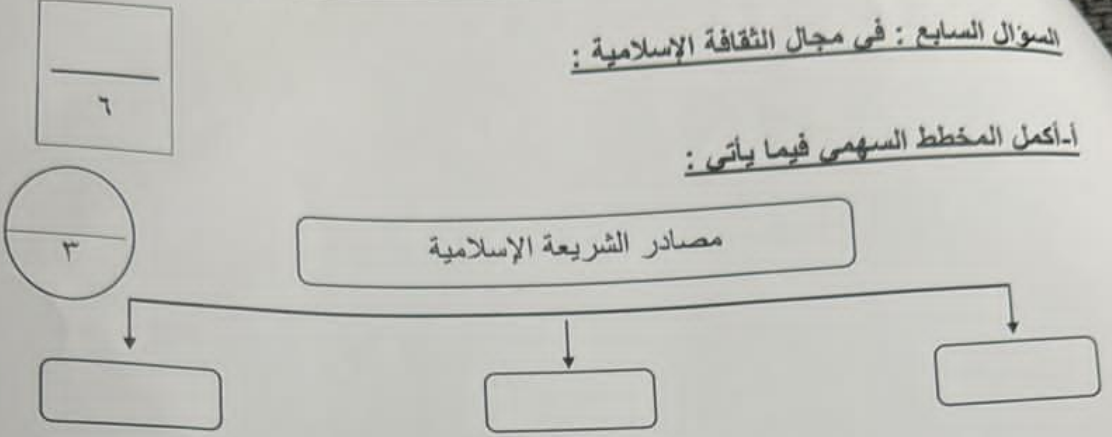 السؤال السابع : في مجال الثقافة الإسلامية :
٦
أ-أكمل المخطط السهمي فيما يأتي :
٣
مصادر الشريعة الإسلامية